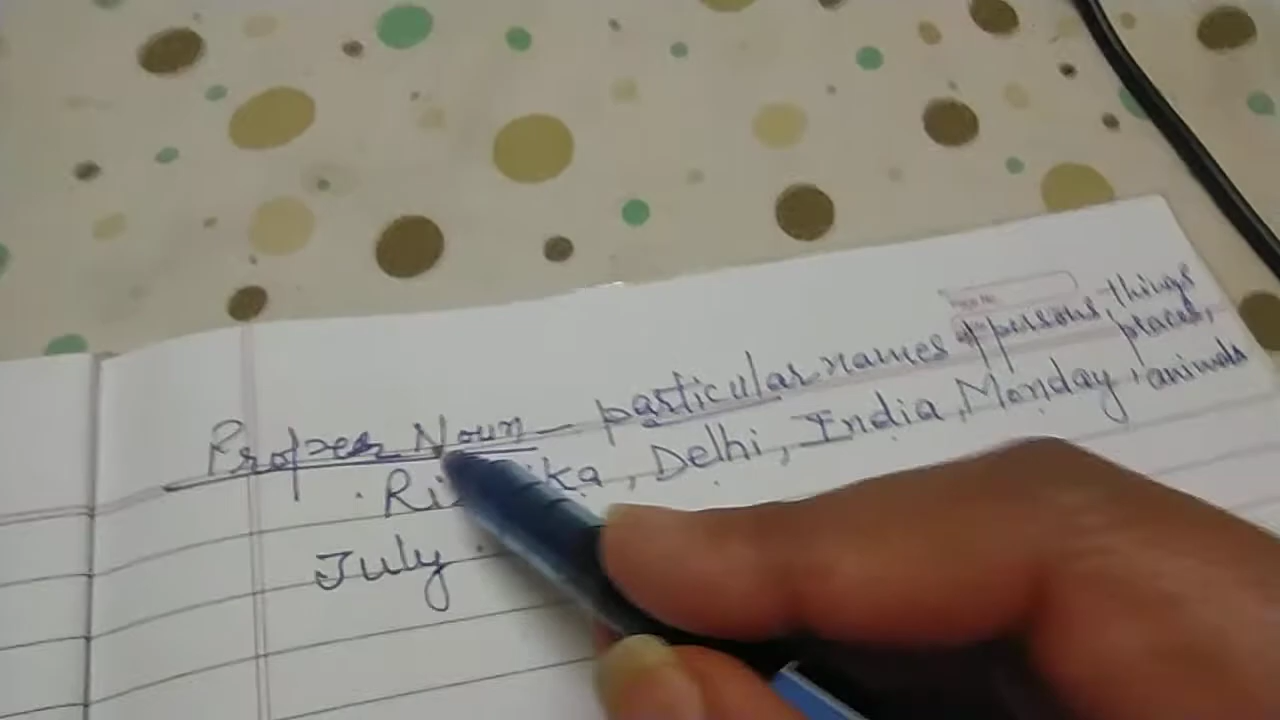 Proper Noun - particular names of persons, things
places,
animals
Delhi, India, Monday,
July.